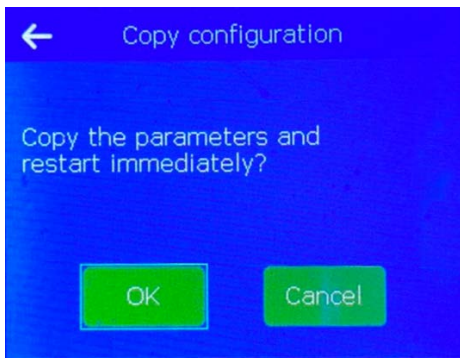 Copy configuration
Copy the parameters and
restart immediately?
OK
Cancel